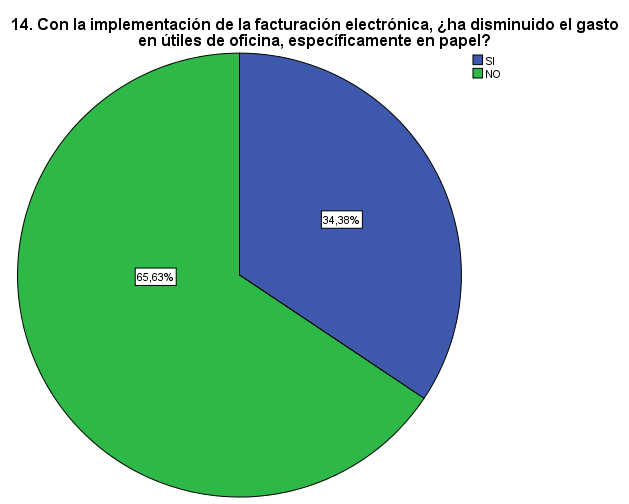 14. Con la implementación de la facturación electrónica, ¿ha disminuido el gasto
en útiles de oficina, específicamente en papel?
SI
NO
34,38%
65,63%